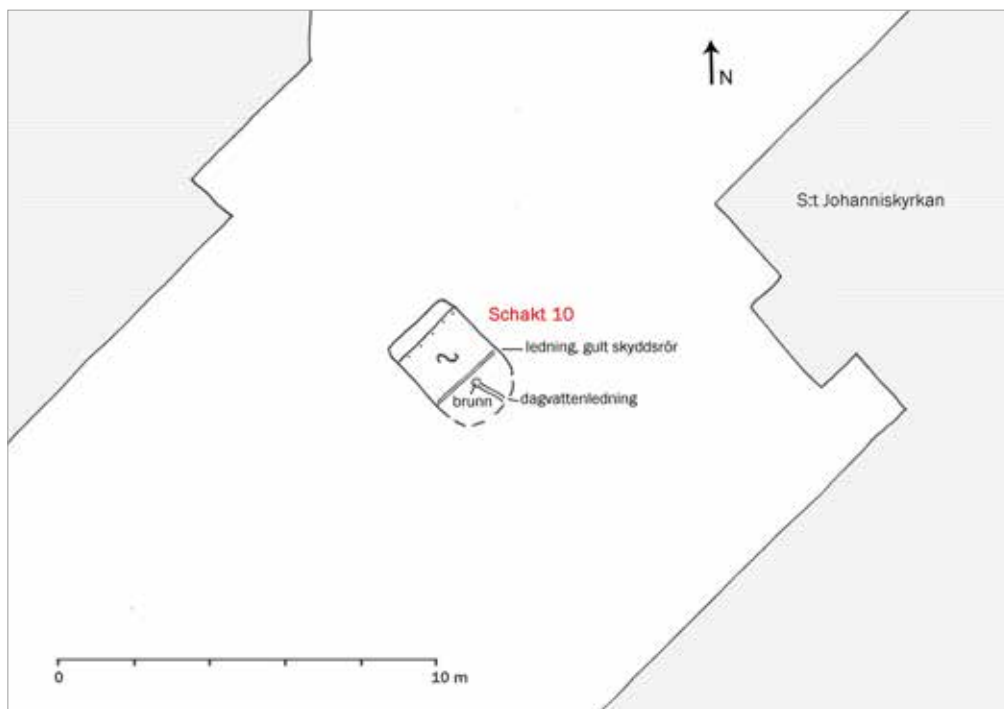 N
S:t Johanniskyrkan
Schakt 10
ledning, gult skyddsrör
brunn
dagvattenledning
0
10 m